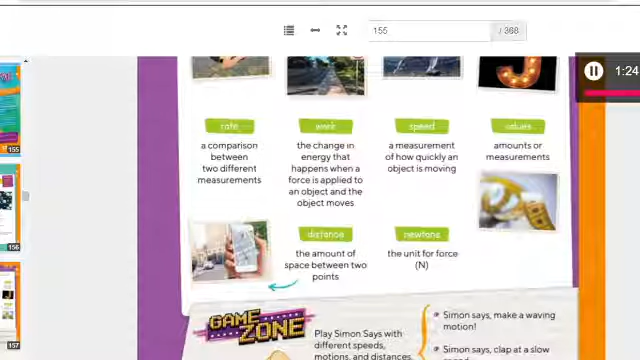 155
/ 368
1:24
rate
work
speed
values
a comparison
between
two different
measurements
the change in
energy that
happens when a
force is applied to
an object and the
object moves
a measurement
of how quickly an
object is moving
amounts or
measurements
distance
newtons
the amount of
space between two
points
the unit for force
(N)
GAME
ZONE
Play Simon Says with
different speeds,
motions, and distances.
Simon says, make a waving
motion!
Simon says, clap at a slow
155
156
157